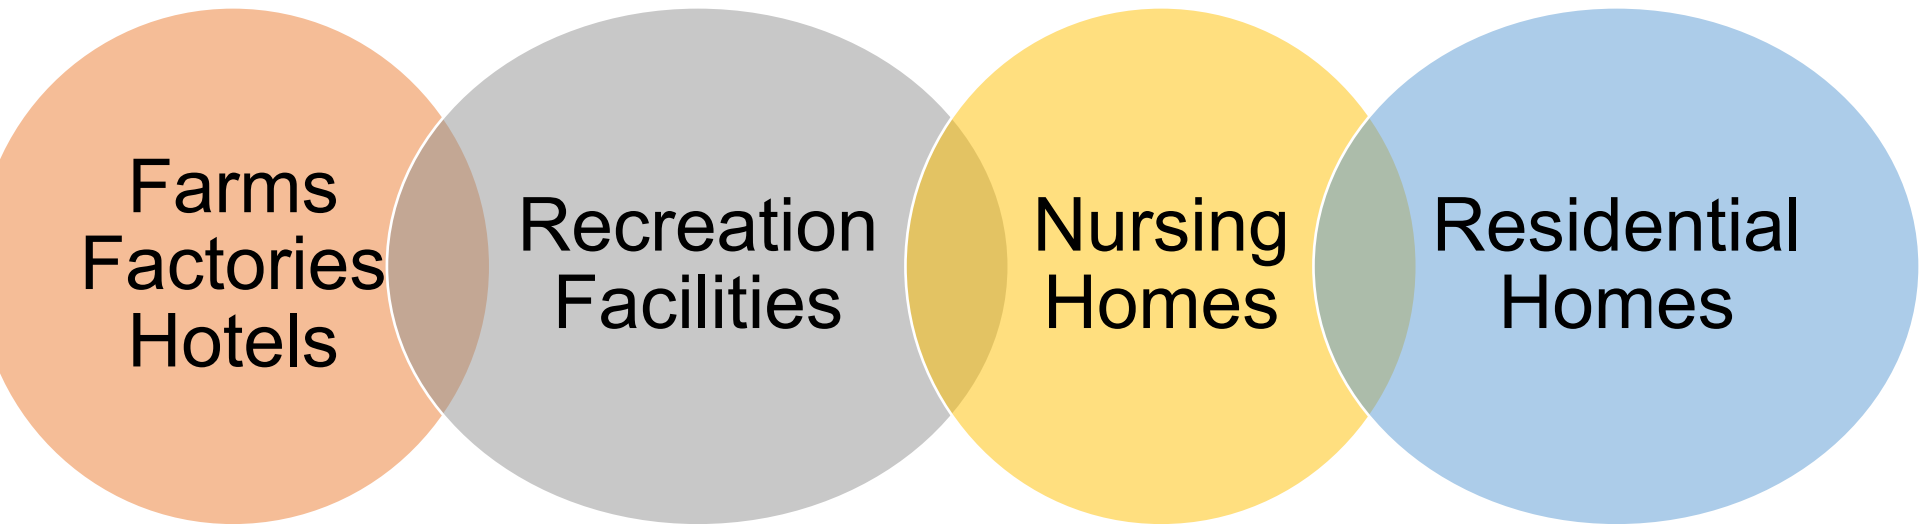 Farms
Factories
Hotels
Recreation
Facilities
Nursing
Homes
Residential
Homes